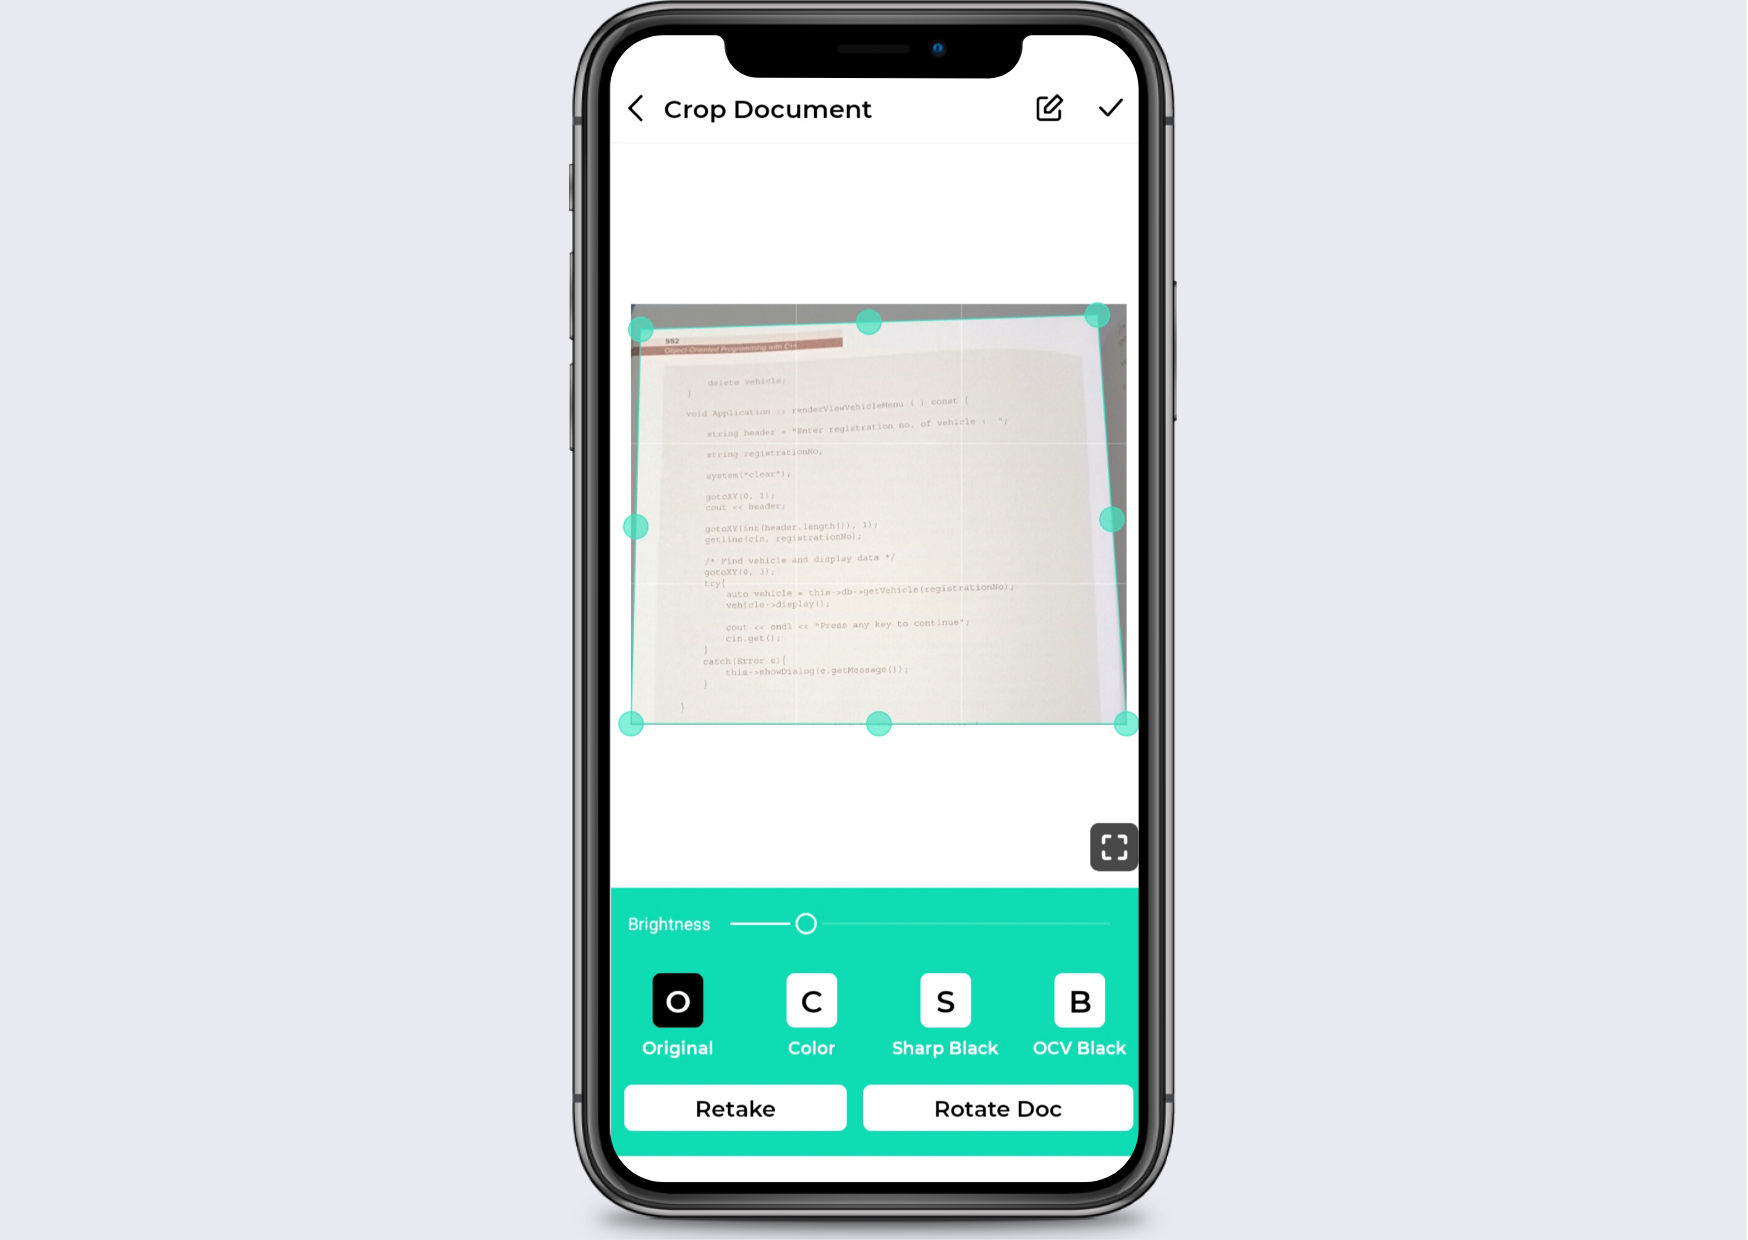 Crop Document
552
Object Oriented Programming with C++
delete vehicle;
}
void Application :: renderViewVehicleMenu ( ) const {
string header = "Enter registration no. of vehicle : ";
string registrationNo;
system("clear");
gotoXY(0, 1);
cout << header;
gotoXY(int(header.length()), 1);
getline(cin, registrationNo);
/* Find vehicle and display data */
gotoXY(0, 3);
try{
auto vehicle = this->db->getVehicle(registrationNo);
vehicle->display();
cout << endl << "Press any key to continue";
cin.get();
}
catch(Error e){
this->showDialog(e.getMessage());
}
}
Brightness
O C S B
Original Color Sharp Black OCV Black
Retake Rotate Doc